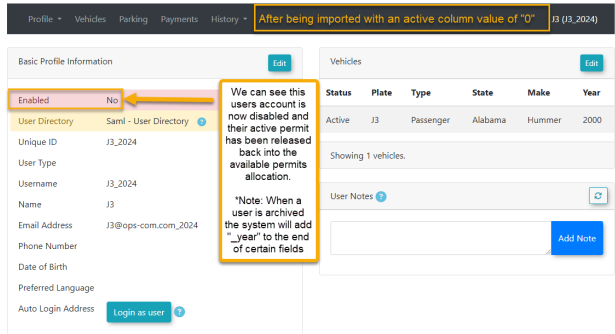 Profile Vehicles Parking Payments History After being imported with an active column value of "0" J3 (J3_2024)
Basic Profile Information Edit
Enabled No
User Directory Saml - User Directory ?
Unique ID J3_2024
User Type
Username J3_2024
Name J3
Email Address J3@ops-com.com_2024
Phone Number
Date of Birth
Preferred Language
Auto Login Address Login as user ?
We can see this
users account is
now disabled and
their active permit
has been released
back into the
available permits
allocation.
*Note: When a
user is archived
the system will add
"_year" to the end
of certain fields
Vehicles Edit
Status Plate Type State Make Year
Active J3 Passenger Alabama Hummer 2000
Showing 1 vehicles.
User Notes ?
Add Note